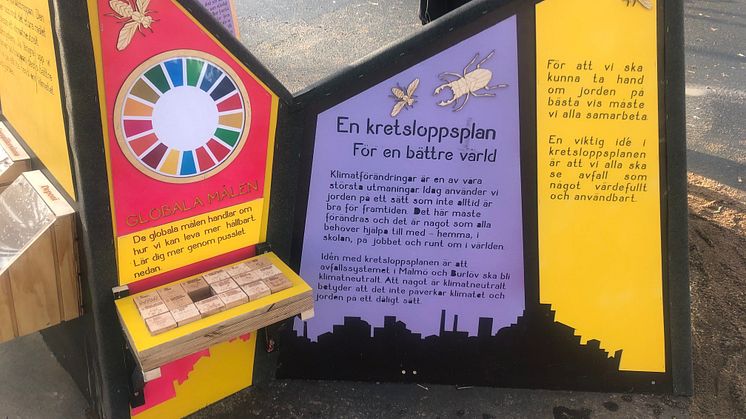 GLOBALA MÅLEN
De globala målen handlar om
hur vi kan leva mer hållbart.
Lär dig mer genom pusslet
nedan.
En kretsloppsplan
För en bättre värld
Klimatförändringar är en av våra
största utmaningar. Idag använder vi
jorden på ett sätt som inte alltid är
bra för framtiden. Det här måste
förändras och det är något som alla
behöver hjälpa till med – hemma, i
skolan, på jobbet och runt om i världen.
Idén med kretsloppsplanen är att
avfallssystemet i Malmö och Burlöv ska bli
klimatneutralt. Att något är klimatneutralt
betyder att det inte påverkar klimatet och
jorden på ett dåligt sätt.
För att vi ska
kunna ta hand
om jorden på
bästa vis måste
vi alla samarbeta.
En viktig idé i
kretsloppsplanen
är att vi alla ska
se avfall som
något värdefullt
och användbart.